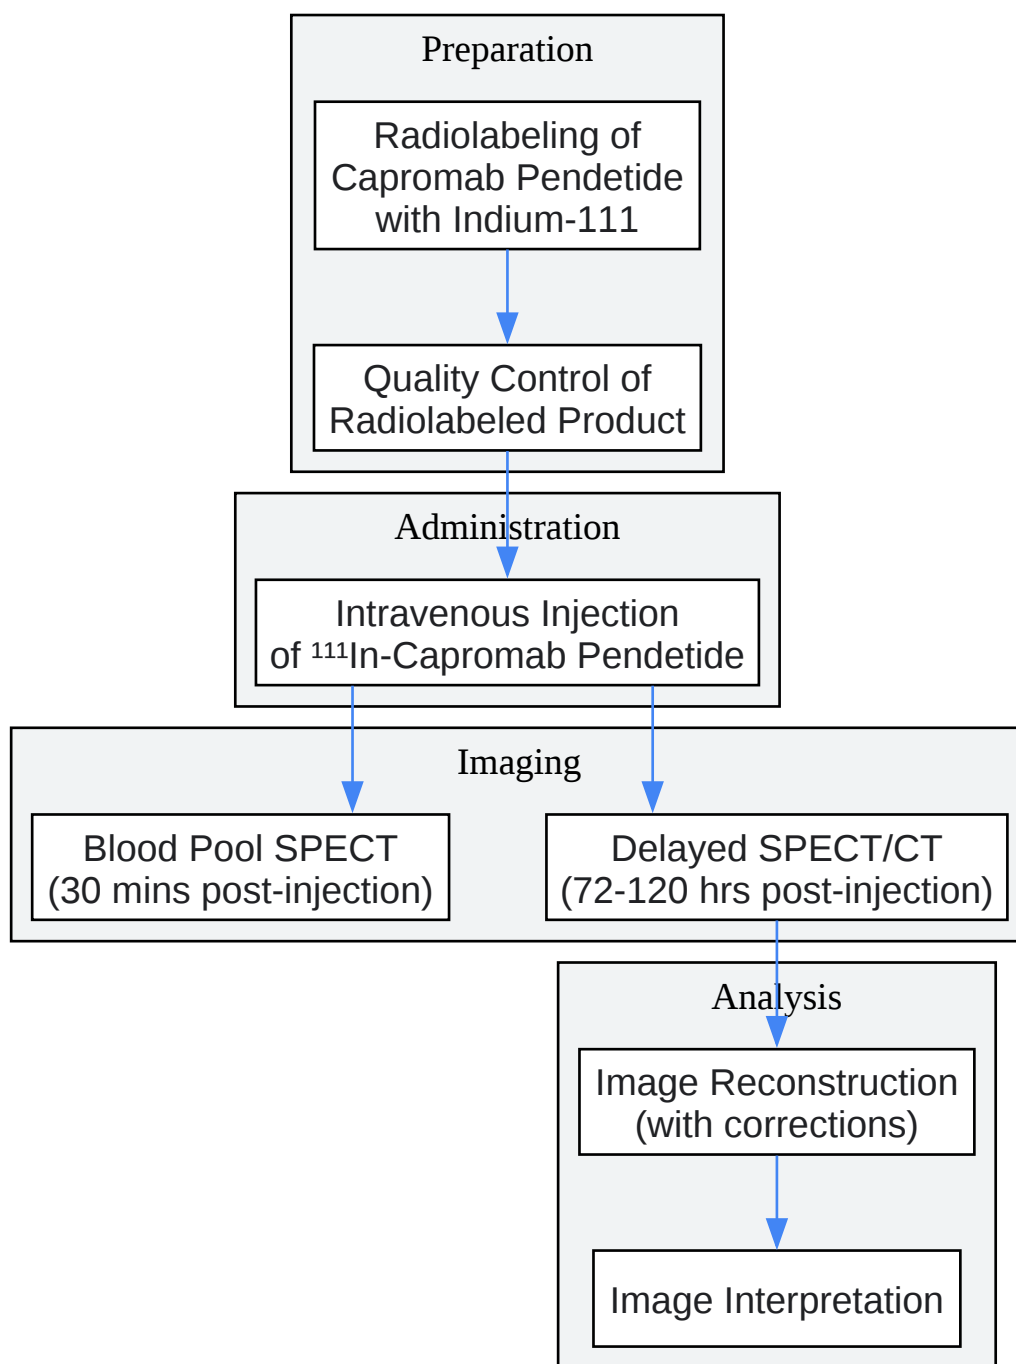 Preparation
Radiolabeling of
Capromab Pendetide
with Indium-111
Quality Control of
Radiolabeled Product
Administration
Intravenous Injection
of ¹¹¹In-Capromab Pendetide
Imaging
Blood Pool SPECT
(30 mins post-injection)
Delayed SPECT/CT
(72-120 hrs post-injection)
Analysis
Image Reconstruction
(with corrections)
Image Interpretation